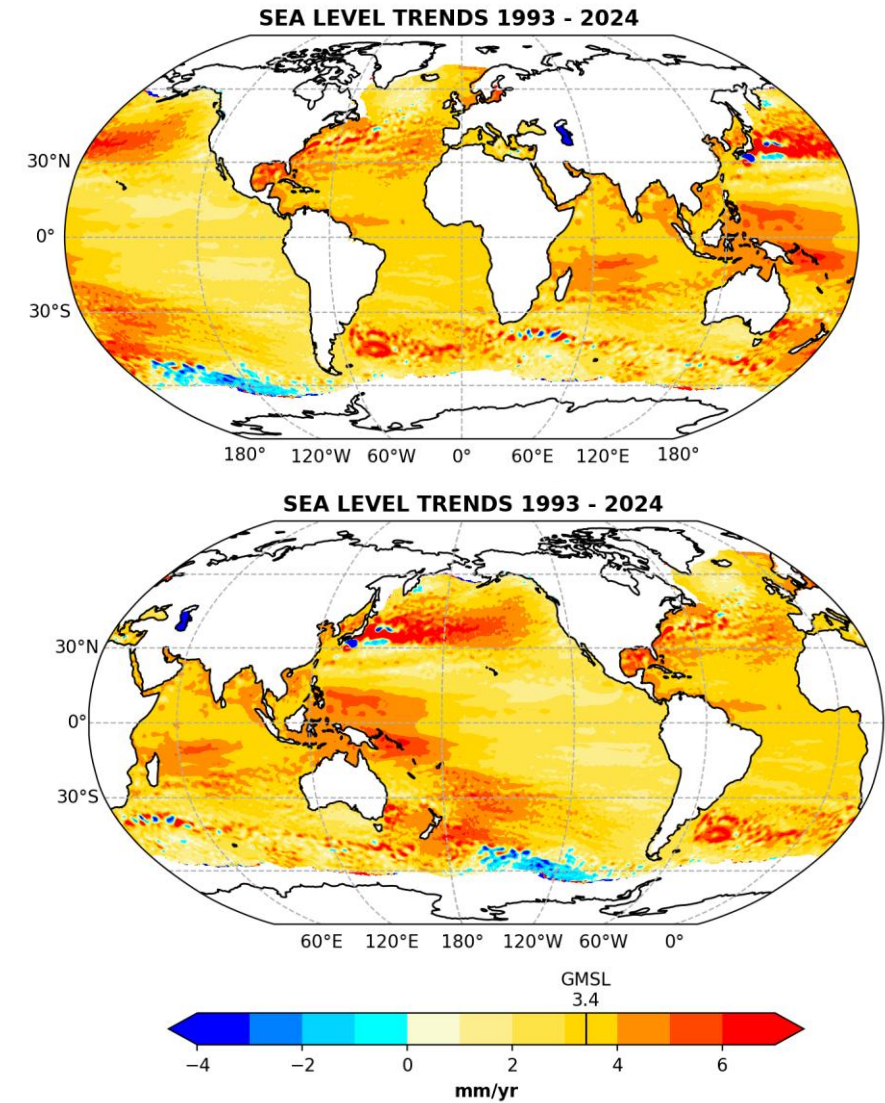 SEA LEVEL TRENDS 1993 - 2024
30°N
0°
30°S
180° 120°W 60°W 0° 60°E 120°E 180°
SEA LEVEL TRENDS 1993 - 2024
30°N
0°
30°S
60°E 120°E 180° 120°W 60°W 0°
GMSL
3.4
−4 −2 0 2 4 6
mm/yr